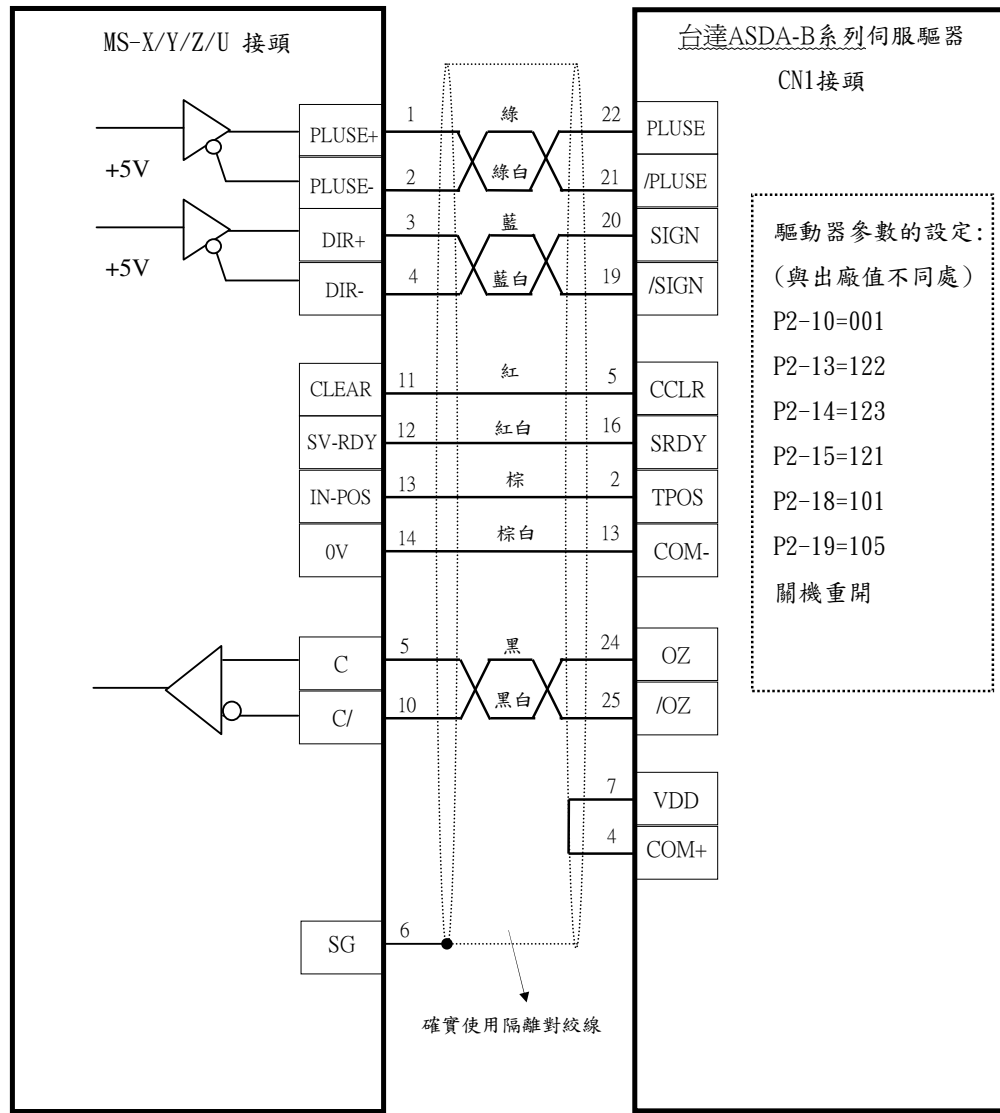 MS-X/Y/Z/U 接頭
台達ASDA-B系列伺服驅器
CN1接頭
PLUSE+ 1 綠 22 PLUSE
+5V
PLUSE- 2 綠白 21 /PLUSE
DIR+ 3 藍 20 SIGN
+5V
DIR- 4 藍白 19 /SIGN
CLEAR 11 紅 5 CCLR
SV-RDY 12 紅白 16 SRDY
IN-POS 13 棕 2 TPOS
0V 14 棕白 13 COM-
C 5 黑 24 OZ
C/ 10 黑白 25 /OZ
7 VDD
4 COM+
SG 6
確實使用隔離對絞線
驅動器參數的設定:
(與出廠值不同處)
P2-10=001
P2-13=122
P2-14=123
P2-15=121
P2-18=101
P2-19=105
關機重開